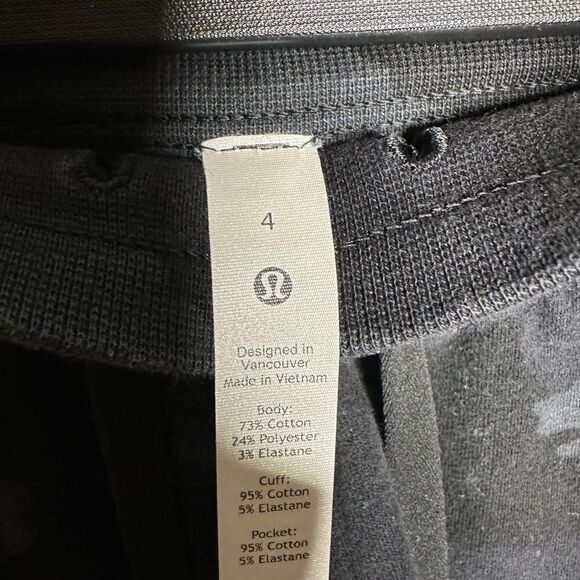 4
Designed in
Vancouver
Made in Vietnam
Body:
73% Cotton
24% Polyester
3% Elastane
Cuff:
95% Cotton
5% Elastane
Pocket:
95% Cotton
5% Elastane